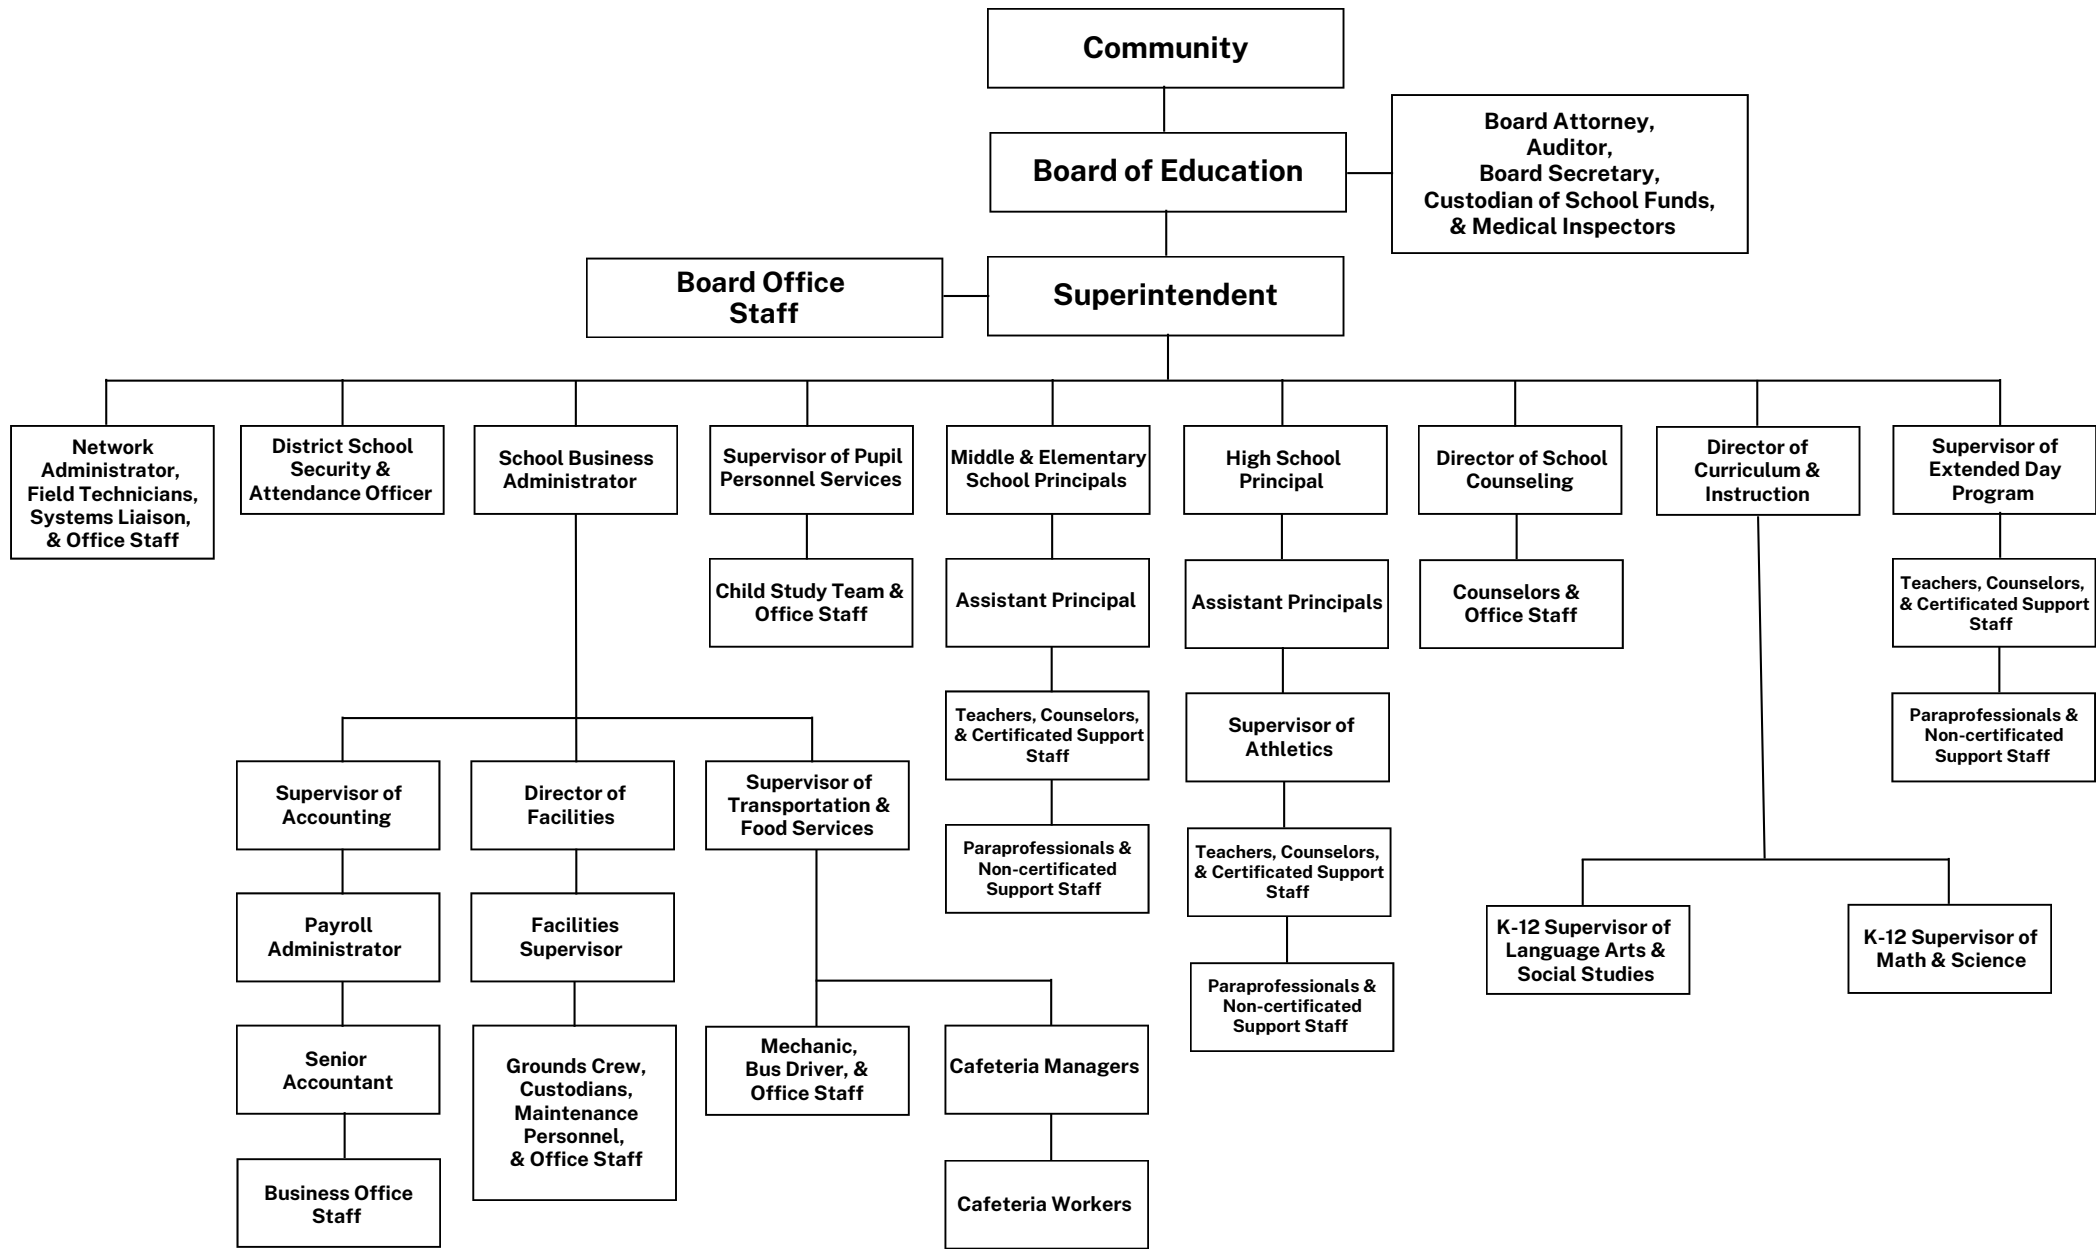 Community
Board of Education
Board Attorney,
Auditor,
Board Secretary,
Custodian of School Funds,
& Medical Inspectors
Board Office
Staff
Superintendent
Network
Administrator,
Field Technicians,
Systems Liaison,
& Office Staff
District School
Security &
Attendance Officer
School Business
Administrator
Supervisor of Pupil
Personnel Services
Middle & Elementary
School Principals
High School
Principal
Director of School
Counseling
Director of
Curriculum &
Instruction
Supervisor of
Extended Day
Program
Child Study Team &
Office Staff
Assistant Principal
Assistant Principals
Counselors &
Office Staff
Teachers, Counselors,
& Certificated Support
Staff
Teachers, Counselors,
& Certificated Support
Staff
Supervisor of
Athletics
Paraprofessionals &
Non-certificated
Support Staff
Supervisor of
Accounting
Director of
Facilities
Supervisor of
Transportation &
Food Services
Paraprofessionals &
Non-certificated
Support Staff
Teachers, Counselors,
& Certificated Support
Staff
Payroll
Administrator
Facilities
Supervisor
K-12 Supervisor of
Language Arts &
Social Studies
K-12 Supervisor of
Math & Science
Paraprofessionals &
Non-certificated
Support Staff
Senior
Accountant
Grounds Crew,
Custodians,
Maintenance
Personnel,
& Office Staff
Mechanic,
Bus Driver, &
Office Staff
Cafeteria Managers
Business Office
Staff
Cafeteria Workers